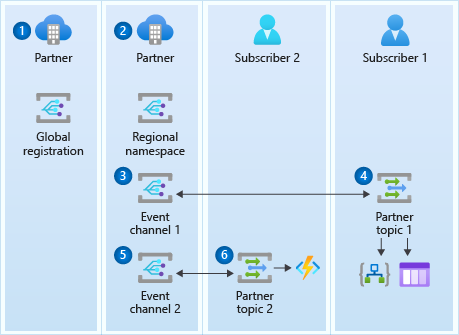 1
Partner
2
Partner
Subscriber 2
Subscriber 1
Global
registration
Regional
namespace
3
Event
channel 1
4
Partner
topic 1
5
Event
channel 2
6
Partner
topic 2